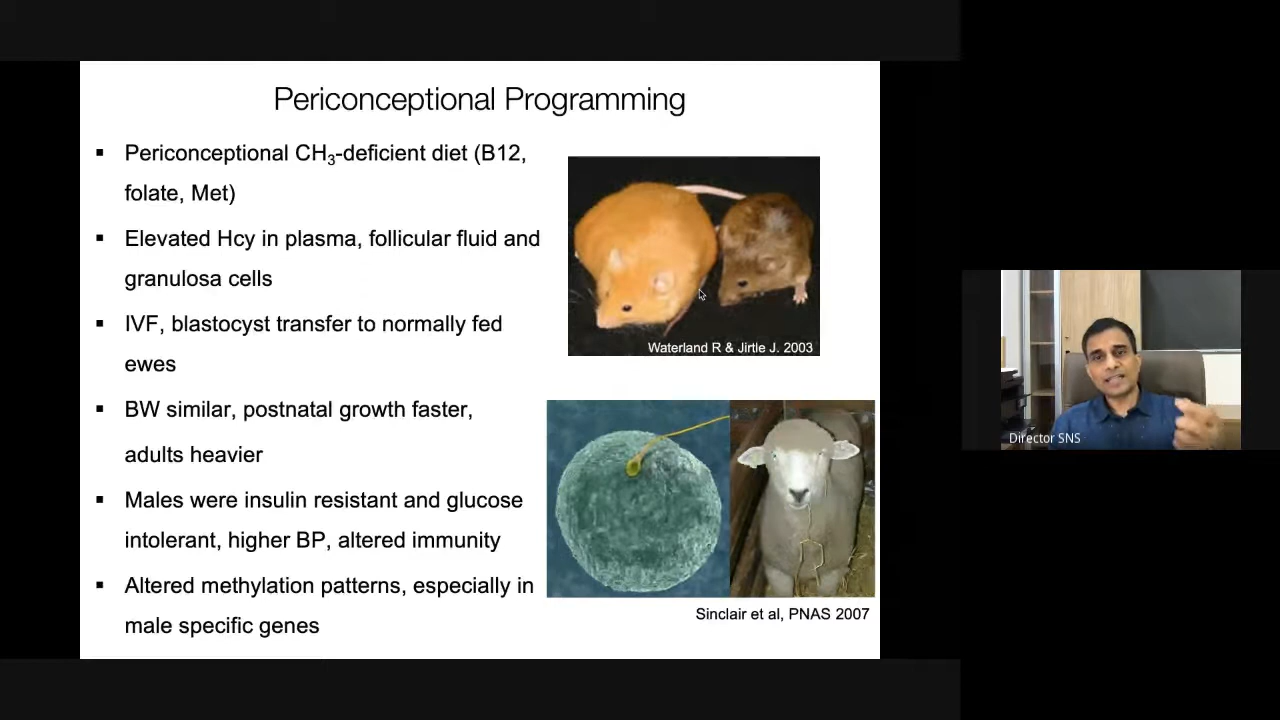 Periconceptional Programming
▪ Periconceptional CH₃-deficient diet (B12,
folate, Met)
▪ Elevated Hcy in plasma, follicular fluid and
granulosa cells
▪ IVF, blastocyst transfer to normally fed
ewes
▪ BW similar, postnatal growth faster,
adults heavier
▪ Males were insulin resistant and glucose
intolerant, higher BP, altered immunity
▪ Altered methylation patterns, especially in
male specific genes
Waterland R & Jirtle J. 2003
Sinclair et al, PNAS 2007
Director SNS